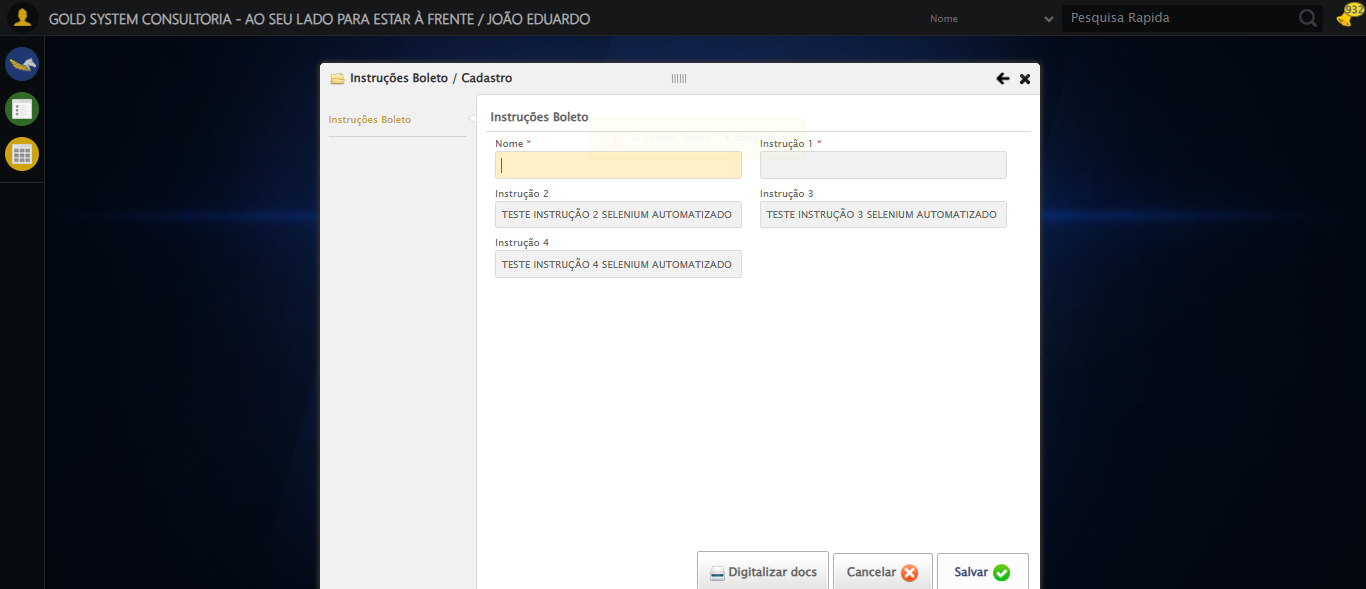 GOLD SYSTEM CONSULTORIA - AO SEU LADO PARA ESTAR À FRENTE / JOÃO EDUARDO
Nome
Pesquisa Rapida
932
Instruções Boleto / Cadastro
Instruções Boleto
Instruções Boleto
Nome *
Instrução 1 *
Instrução 2
Instrução 3
TESTE INSTRUÇÃO 2 SELENIUM AUTOMATIZADO
TESTE INSTRUÇÃO 3 SELENIUM AUTOMATIZADO
Instrução 4
TESTE INSTRUÇÃO 4 SELENIUM AUTOMATIZADO
Digitalizar docs
Cancelar
Salvar